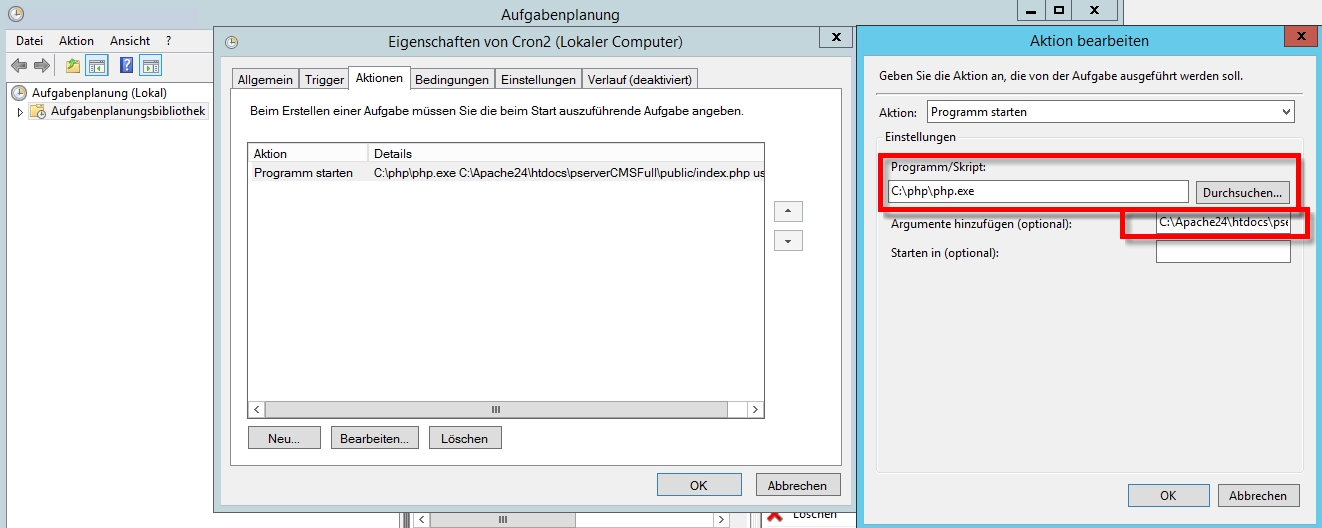 Aufgabenplanung
Datei Aktion Ansicht ?
Aufgabenplanung (Lokal)
Aufgabenplanungsbibliothek
Eigenschaften von Cron2 (Lokaler Computer)
x
Allgemein Trigger Aktionen Bedingungen Einstellungen Verlauf (deaktiviert)
Beim Erstellen einer Aufgabe müssen Sie die beim Start auszuführende Aufgabe angeben.
Aktion Details
Programm starten C:\php\php.exe C:\Apache24\htdocs\pserverCMSFull\public/index.php us
Neu... Bearbeiten... Löschen
OK Abbrechen
Löschen
Aktion bearbeiten
x
Geben Sie die Aktion an, die von der Aufgabe ausgeführt werden soll.
Aktion: Programm starten
Einstellungen
Programm/Skript:
C:\php\php.exe Durchsuchen...
Argumente hinzufügen (optional): C:\Apache24\htdocs\pse
Starten in (optional):
OK Abbrechen